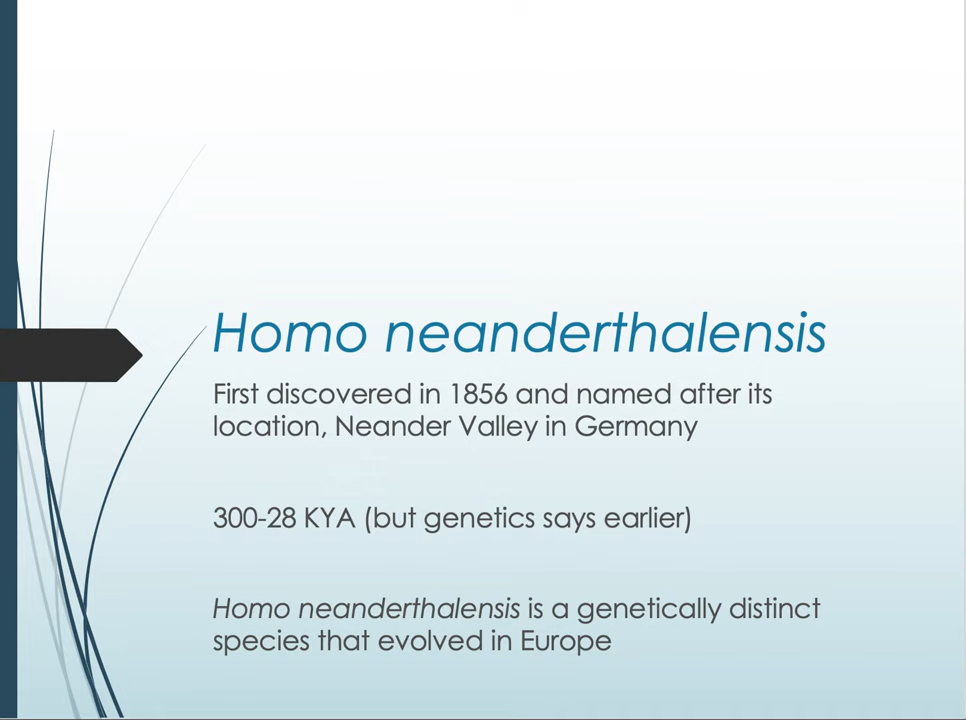 Homo neanderthalensis
First discovered in 1856 and named after its
location, Neander Valley in Germany
300-28 KYA (but genetics says earlier)
Homo neanderthalensis is a genetically distinct
species that evolved in Europe